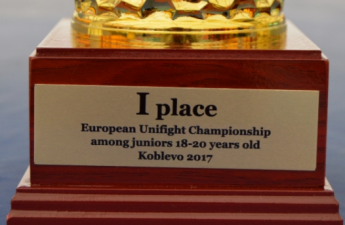 I place
European Unifight Championship
among juniors 18-20 years old
Koblevo 2017